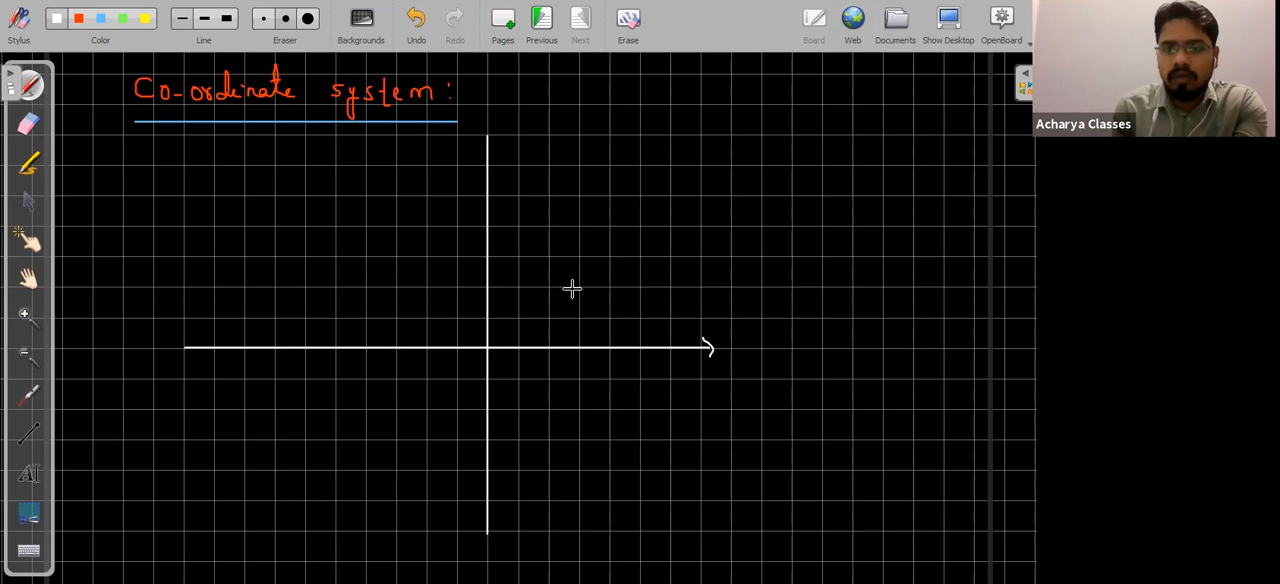 Stylus Color Line Eraser Backgrounds Undo Redo Pages Previous Next Erase Board Web Documents Show Desktop OpenBoard
Co-ordinate system :
Acharya Classes
AI